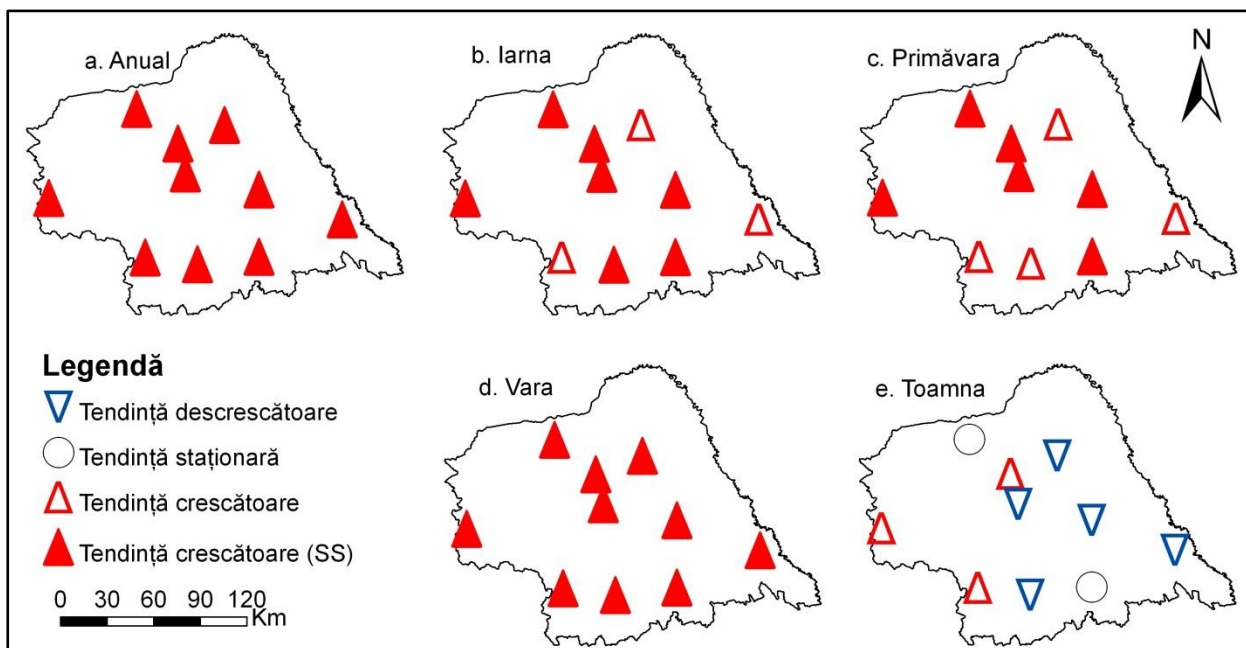 a. Anual
b. Iarna
c. Primăvara
N
Legendă
Tendință descrescătoare
Tendință staționară
Tendință crescătoare
Tendință crescătoare (SS)
0 30 60 90 120
Km
d. Vara
e. Toamna